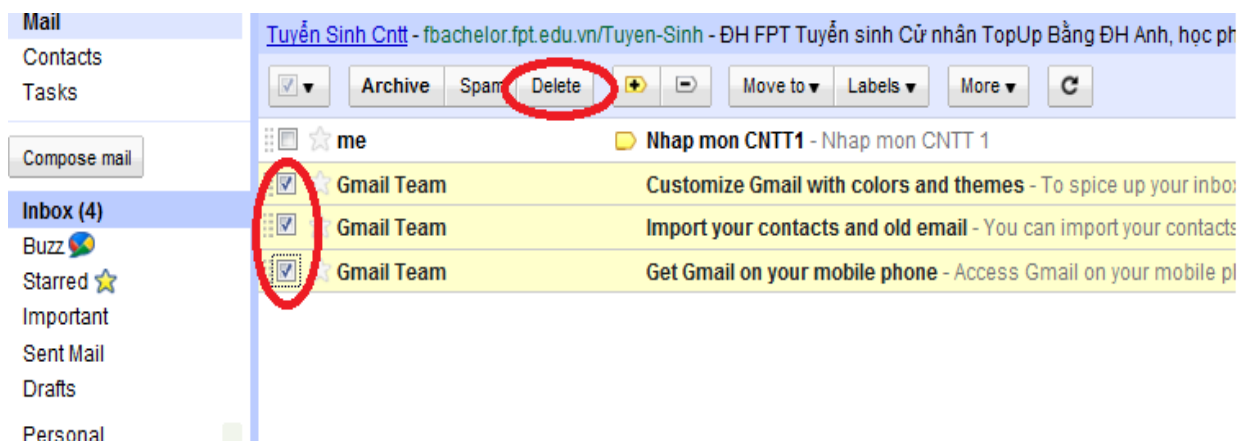 Mail
Contacts
Tasks
Compose mail
Inbox (4)
Buzz
Starred
Important
Sent Mail
Drafts
Personal
Tuyển Sinh Cntt - fbachelor.fpt.edu.vn/Tuyen-Sinh - ĐH FPT Tuyển sinh Cử nhân TopUp Bằng ĐH Anh, học ph
Archive Spam Delete Move to Labels More
me Nhap mon CNTT1 - Nhap mon CNTT 1
Gmail Team Customize Gmail with colors and themes - To spice up your inbox
Gmail Team Import your contacts and old email - You can import your contacts
Gmail Team Get Gmail on your mobile phone - Access Gmail on your mobile pl